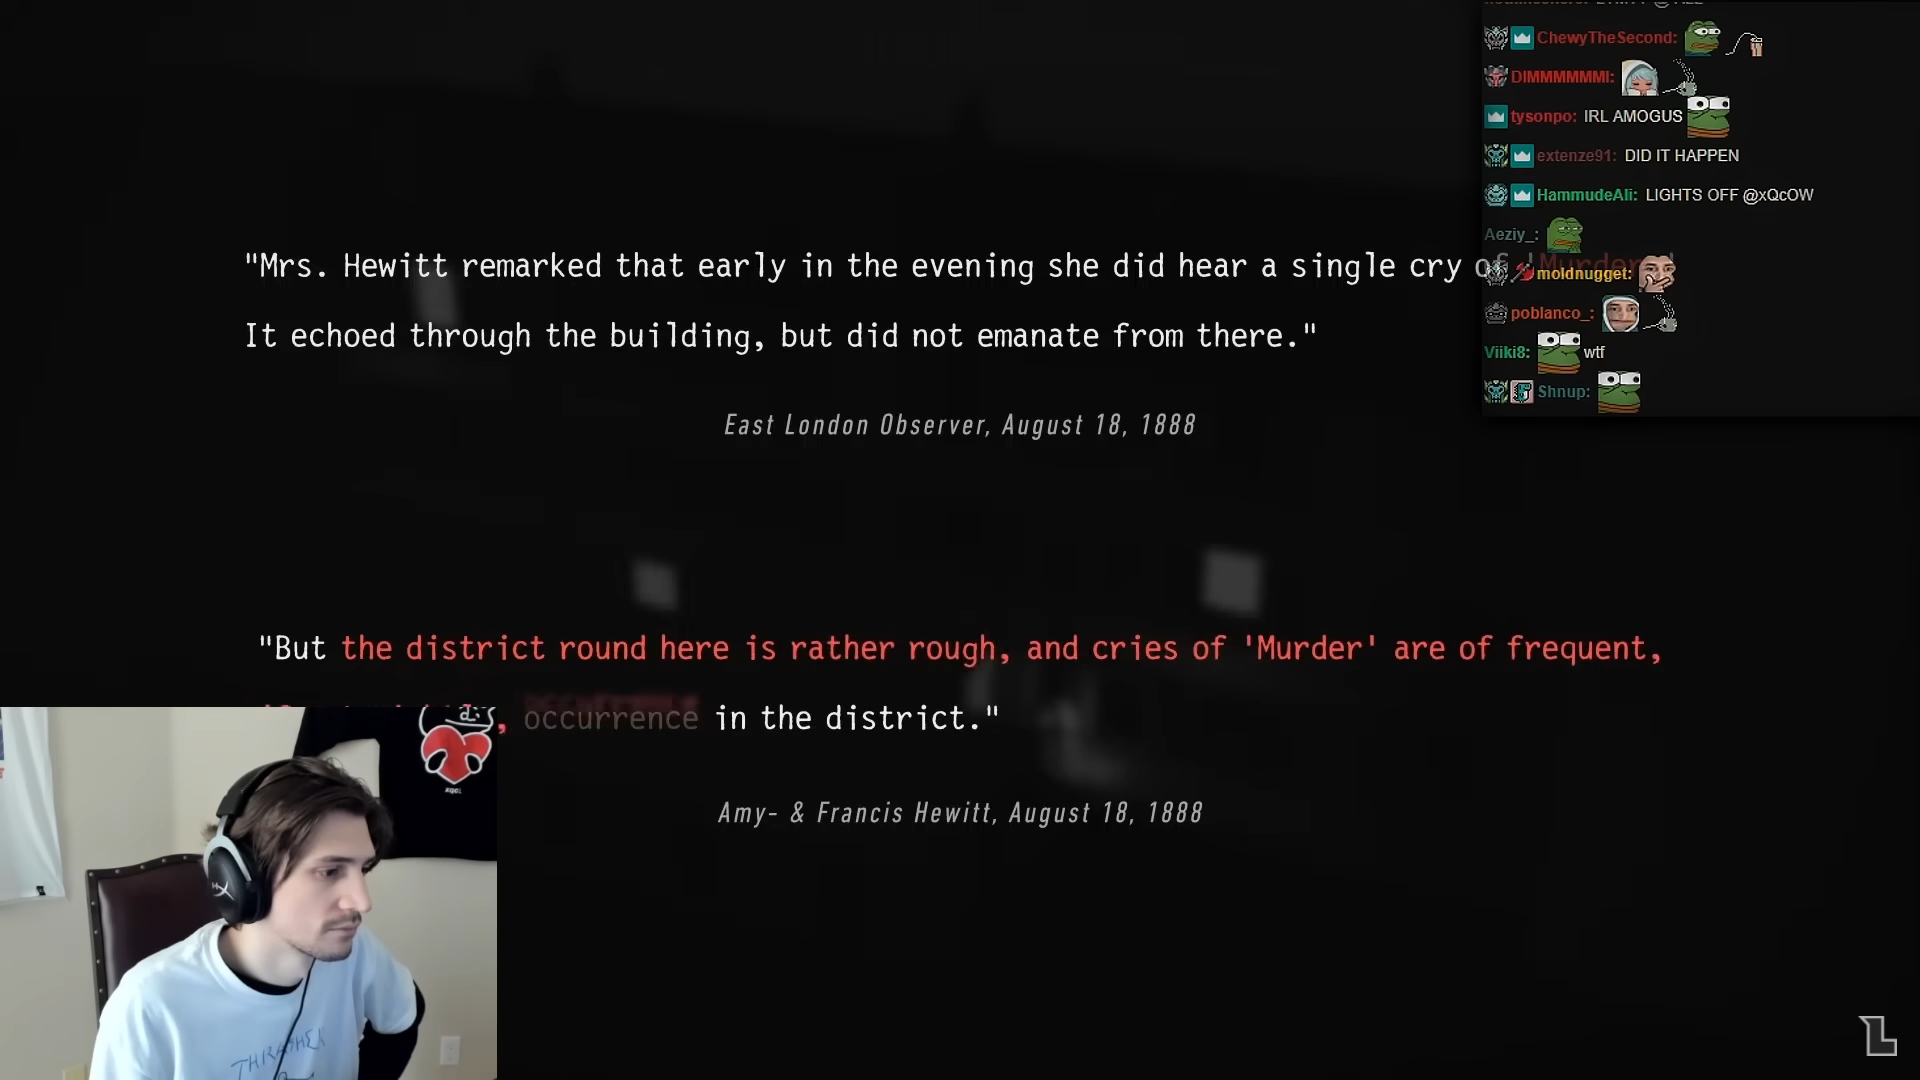 ChewyTheSecond:
DIMMMMMMI:
tysonpo: IRL AMOGUS
extenze91: DID IT HAPPEN
HammudeAli: LIGHTS OFF @xQcOW
Aeziy_:
moldnugget:
poblanco_:
Viiki8: wtf
Shnup:
"Mrs. Hewitt remarked that early in the evening she did hear a single cry of 'Murder.'
It echoed through the building, but did not emanate from there."
East London Observer, August 18, 1888
"But the district round here is rather rough, and cries of 'Murder' are of frequent,
, occurrence in the district."
Amy- & Francis Hewitt, August 18, 1888
xqcL
THRASHER